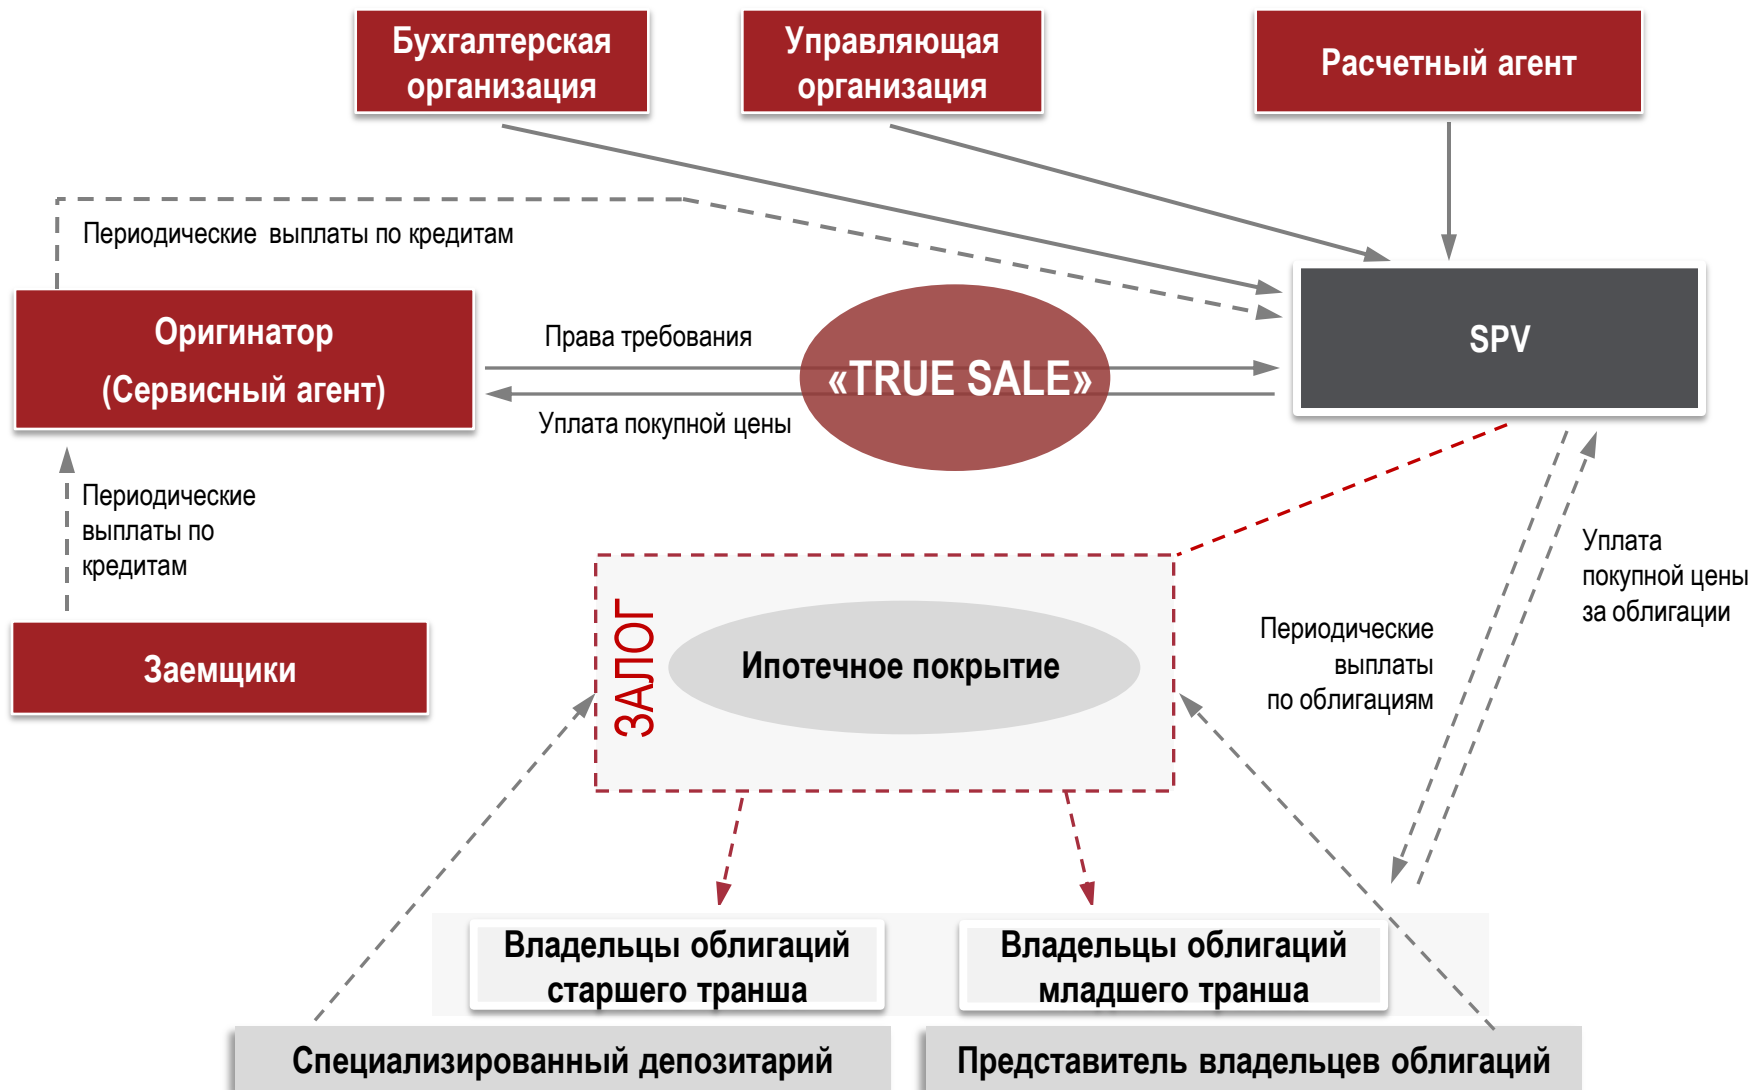 Бухгалтерская
организация
Управляющая
организация
Расчетный агент
Периодические выплаты по кредитам
Оригинатор
(Сервисный агент)
Права требования
«TRUE SALE»
Уплата покупной цены
SPV
Периодические
выплаты по
кредитам
Заемщики
ЗАЛОГ
Ипотечное покрытие
Периодические
выплаты
по облигациям
Уплата
покупной цены
за облигации
Владельцы облигаций
старшего транша
Владельцы облигаций
младшего транша
Специализированный депозитарий
Представитель владельцев облигаций